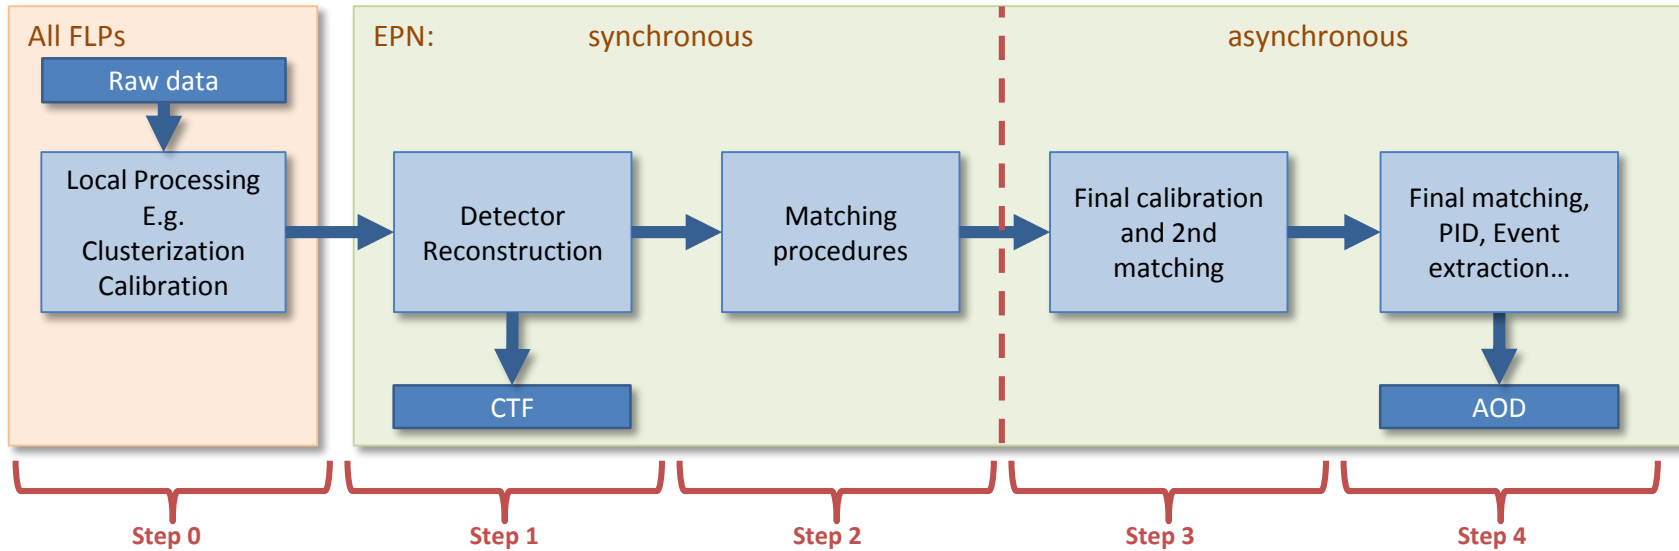 All FLPs
Raw data
Local Processing
E.g.
Clusterization
Calibration
EPN:
synchronous
asynchronous
Detector
Reconstruction
CTF
Matching
procedures
Final calibration
and 2nd
matching
Final matching,
PID, Event
extraction...
AOD
Step 0
Step 1
Step 2
Step 3
Step 4